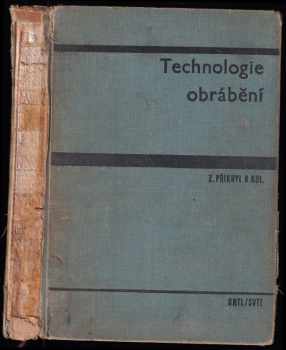 Technologie
obrábění
Z. PŘIKRYL A KOL.
SNTL/SVTL